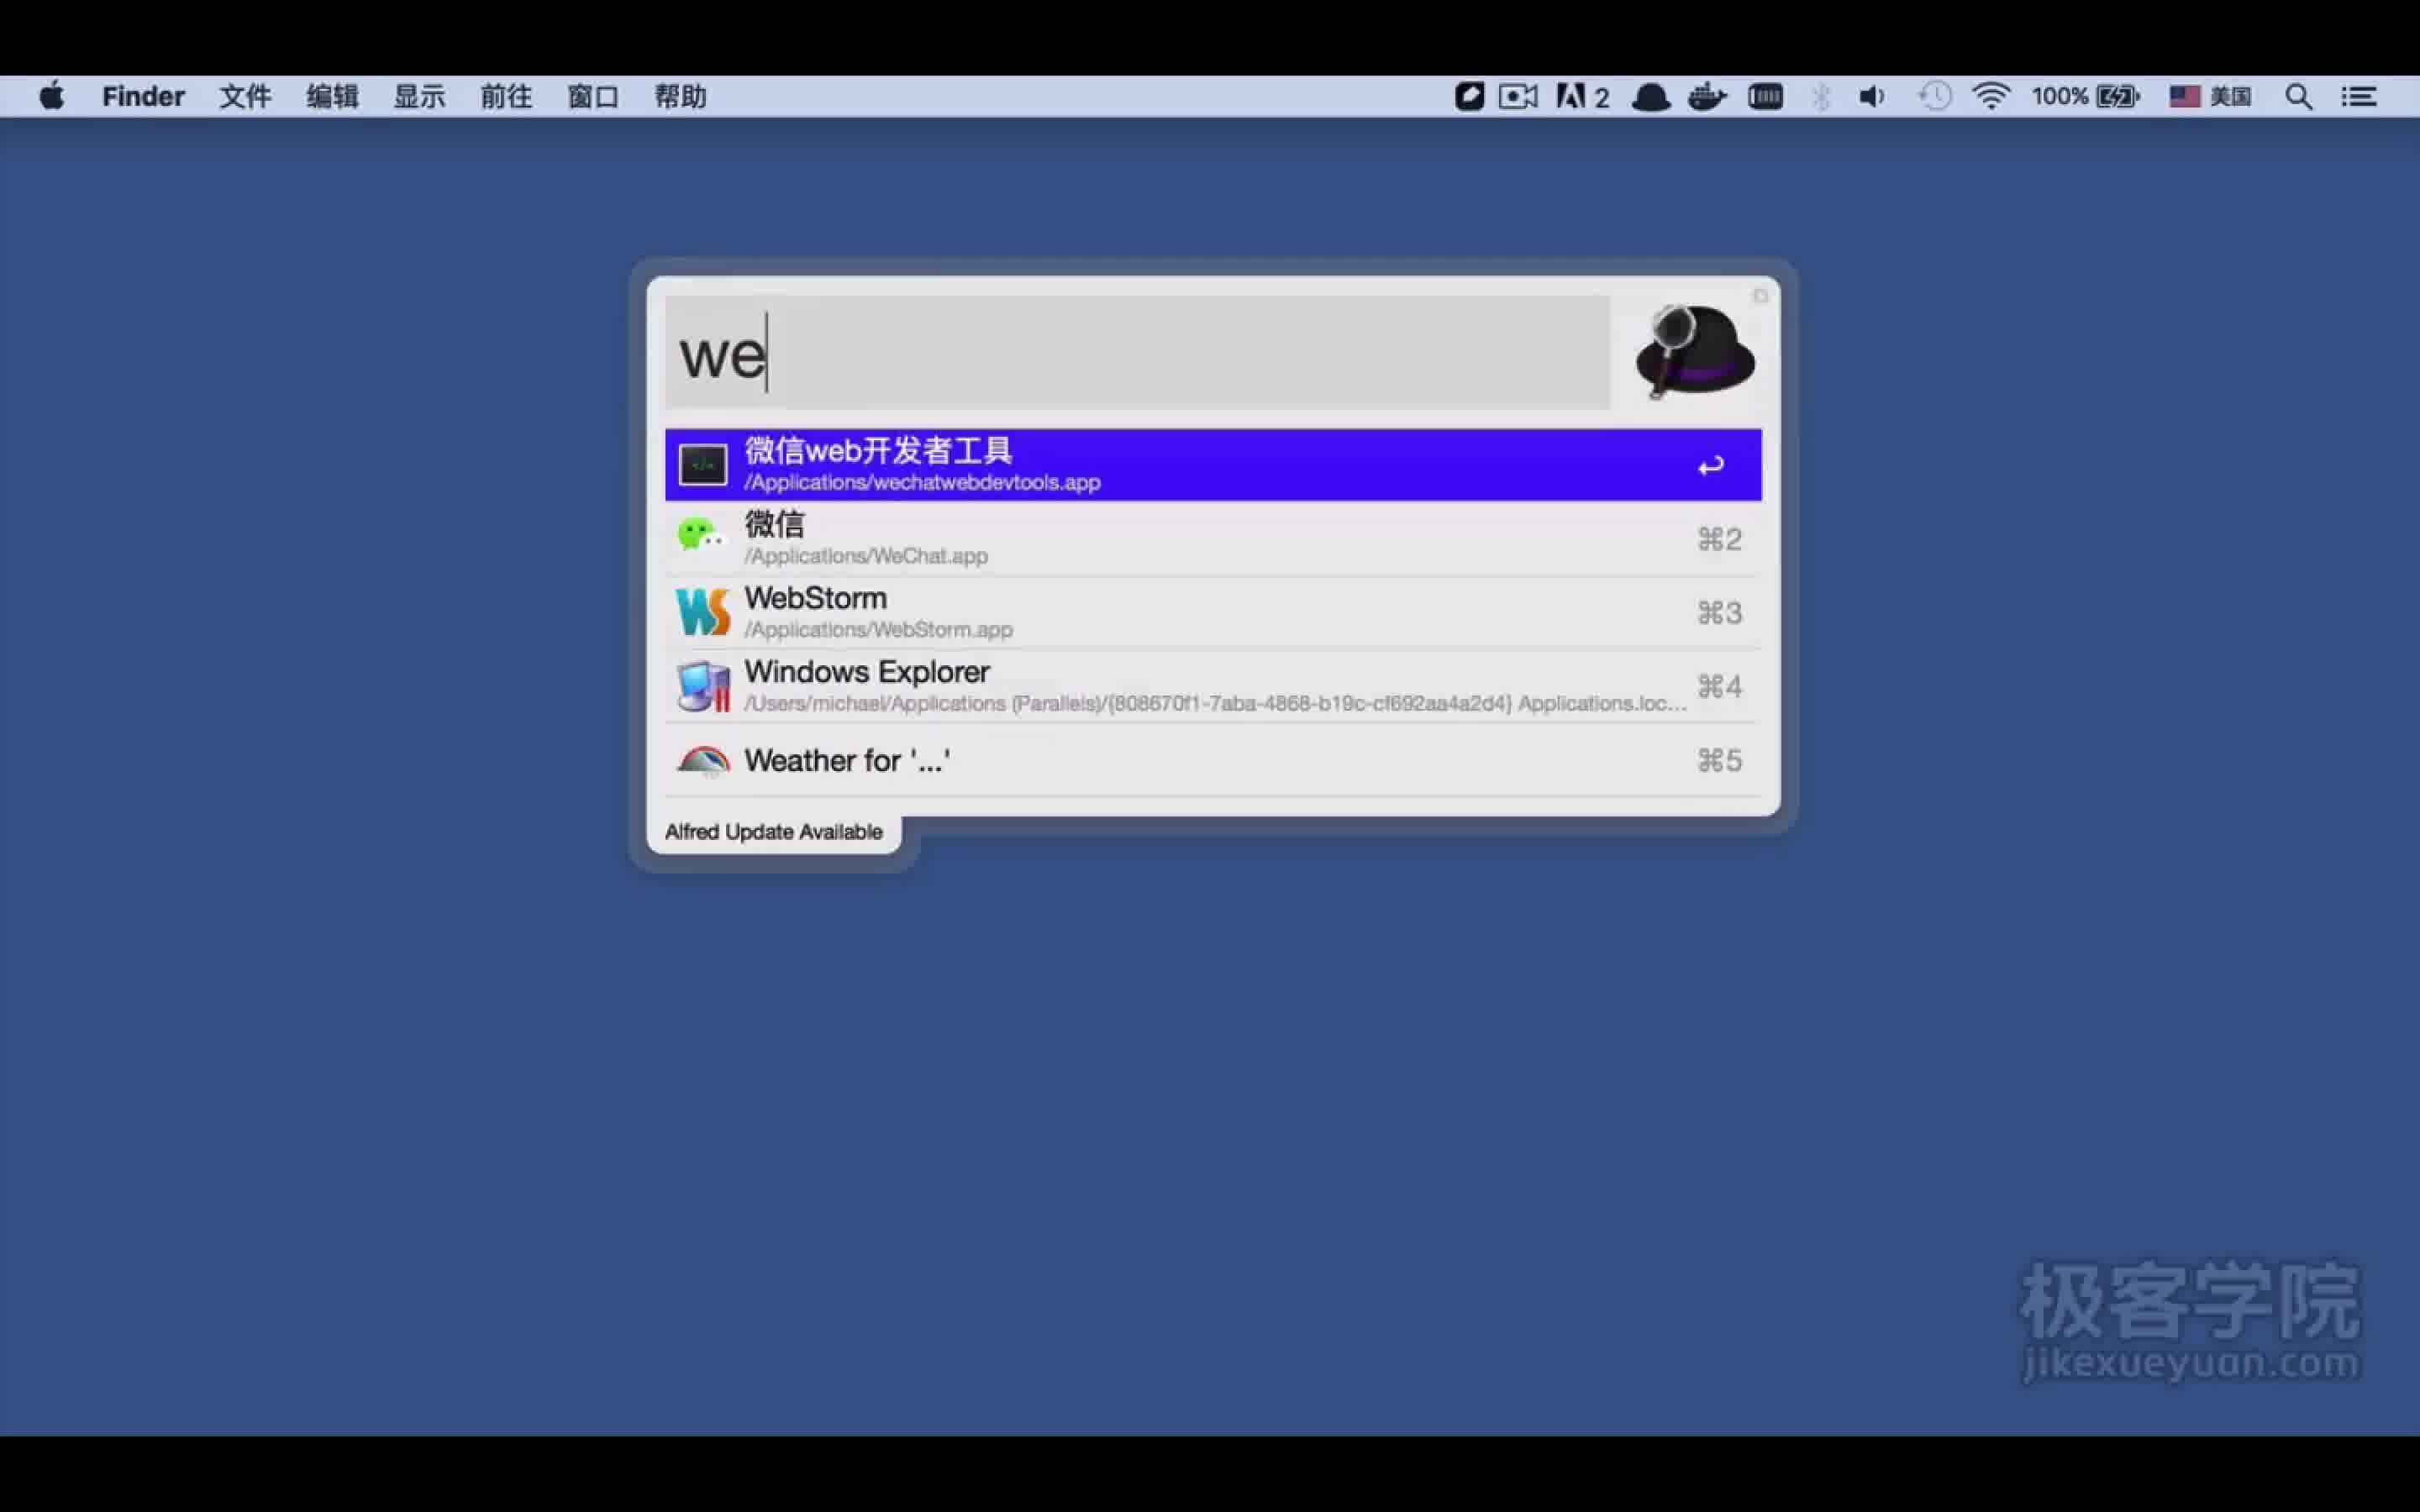 Finder 文件 编辑 显示 前往 窗口 帮助 2 100% 美国
we
微信web开发者工具
/Applications/wechatwebdevtools.app
微信
/Applications/WeChat.app
⌘2
WebStorm
/Applications/WebStorm.app
⌘3
Windows Explorer
/Users/michael/Applications (Parallels)/{808670f1-7aba-4868-b19c-cf692aa4a2d4} Applications.loc...
⌘4
Weather for '...'
⌘5
Alfred Update Available
极客学院
jikexueyuan.com